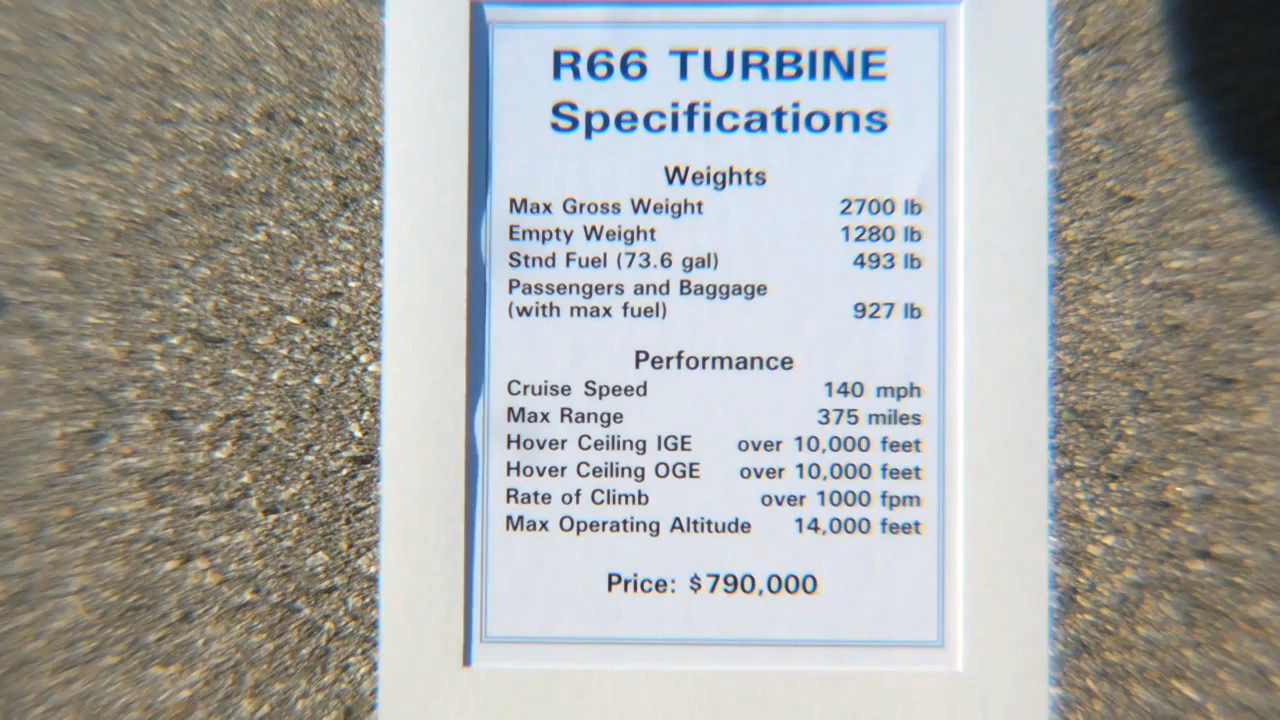 R66 TURBINE
Specifications
Weights
Max Gross Weight 2700 lb
Empty Weight 1280 lb
Stnd Fuel (73.6 gal) 493 lb
Passengers and Baggage
(with max fuel) 927 lb
Performance
Cruise Speed 140 mph
Max Range 375 miles
Hover Ceiling IGE over 10,000 feet
Hover Ceiling OGE over 10,000 feet
Rate of Climb over 1000 fpm
Max Operating Altitude 14,000 feet
Price: $790,000